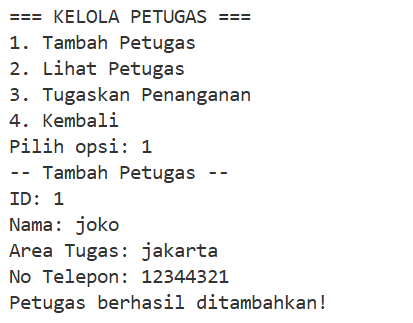 === KELOLA PETUGAS ===
1. Tambah Petugas
2. Lihat Petugas
3. Tugaskan Penanganan
4. Kembali
Pilih opsi: 1
-- Tambah Petugas --
ID: 1
Nama: joko
Area Tugas: jakarta
No Telepon: 12344321
Petugas berhasil ditambahkan!